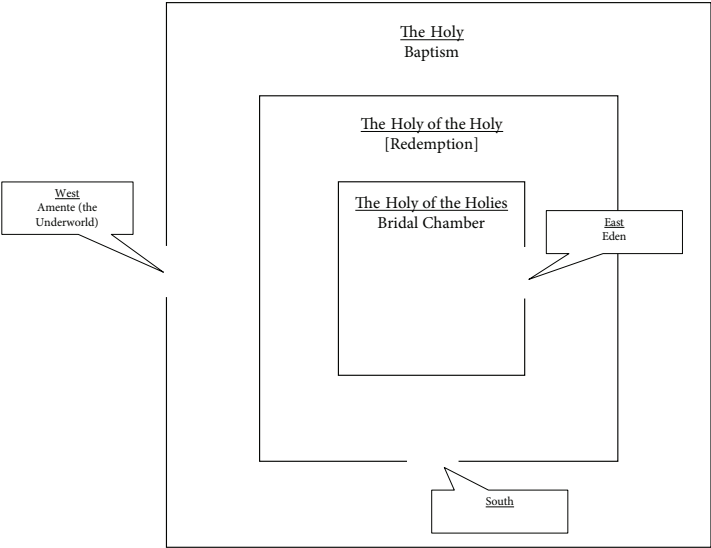 The Holy
Baptism
The Holy of the Holy
[Redemption]
The Holy of the Holies
Bridal Chamber
West
Amente (the
Underworld)
East
Eden
South